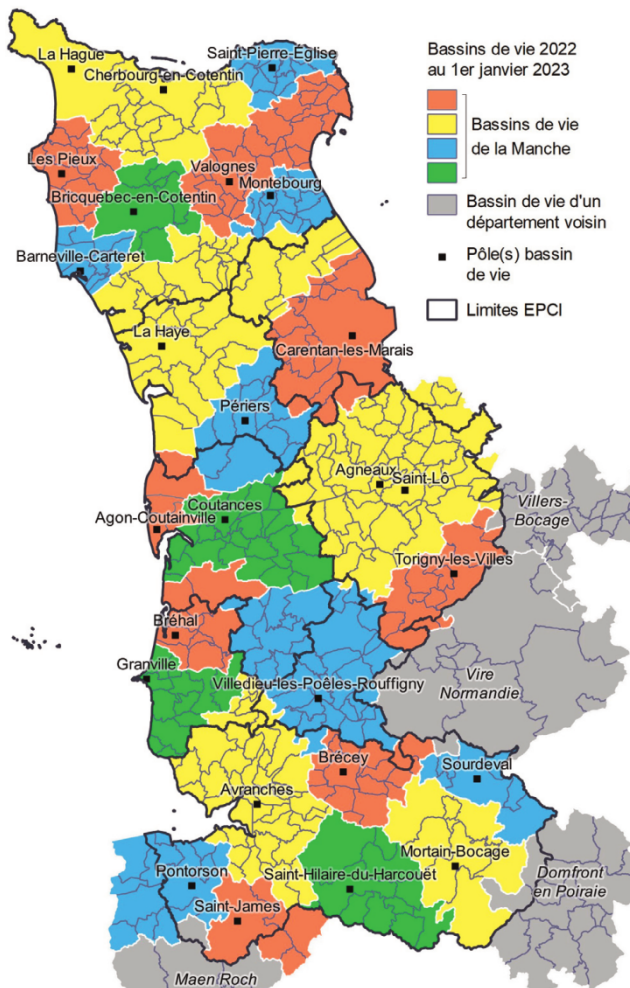 La Hague
Saint-Pierre-Église
Cherbourg-en-Cotentin
Les Pieux
Valognes
Montebourg
Bricquebec-en-Cotentin
Barneville-Carteret
La Haye
Carentan-les-Marais
Périers
Agneaux
Saint-Lô
Coutances
Agon-Coutainville
Villers-
Bocage
Torigny-les-Villes
Bréhal
Granville
Villedieu-les-Poêles-Rouffigny
Vire
Normandie
Brécey
Sourdeval
Avranches
Mortain-Bocage
Pontorson
Saint-Hilaire-du-Harcouët
Domfront
en Poiraie
Saint-James
Maen Roch
Bassins de vie 2022
au 1er janvier 2023
Bassins de vie
de la Manche
Bassin de vie d'un
département voisin
Pôle(s) bassin
de vie
Limites EPCI